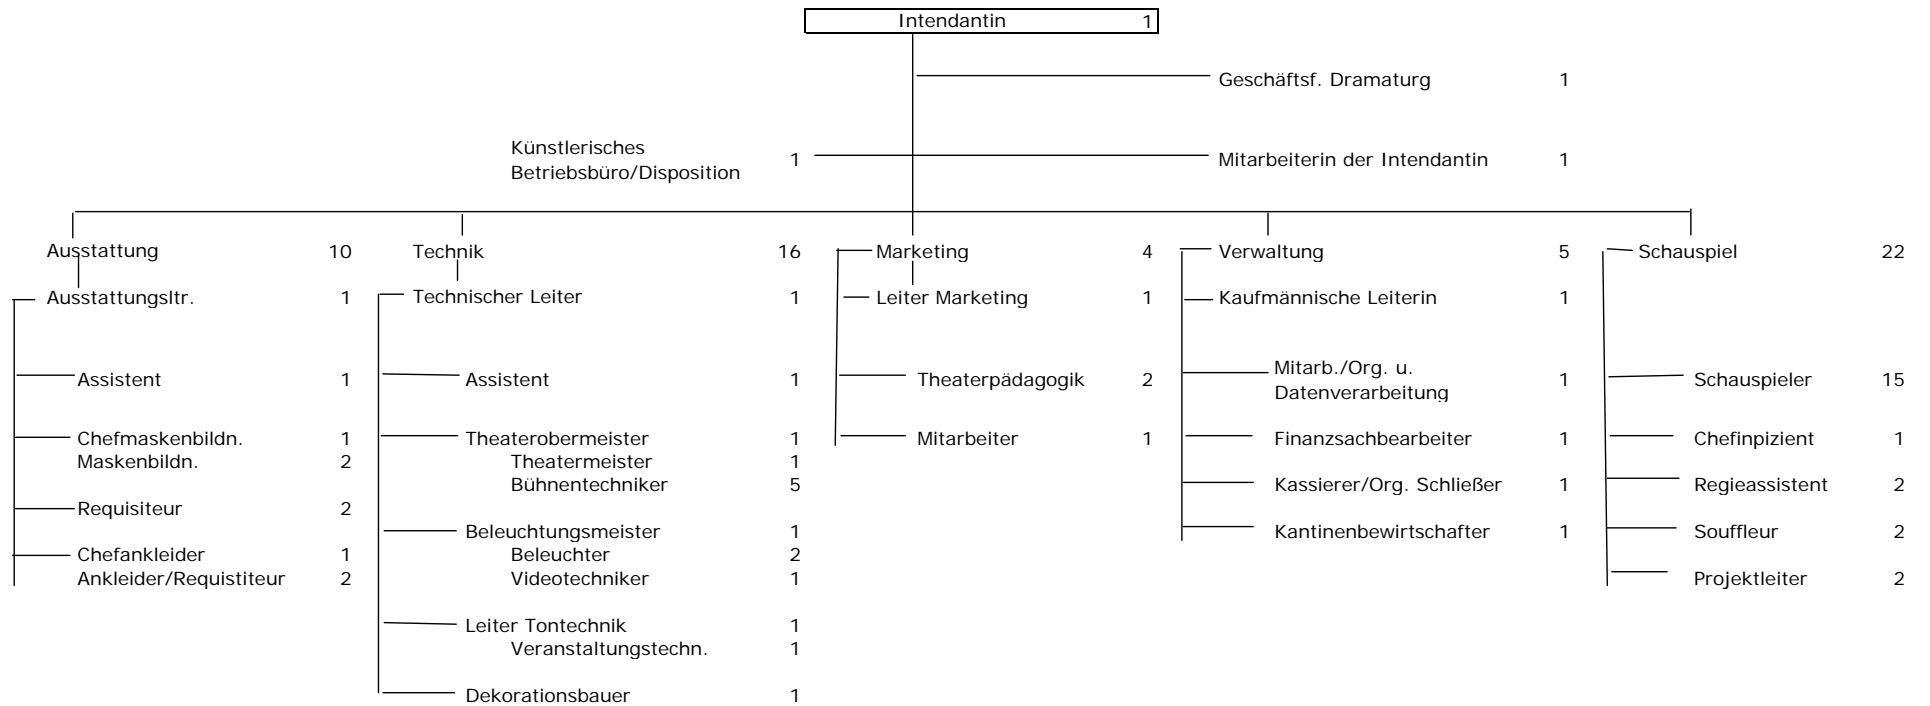 Intendantin 1
Geschäftsf. Dramaturg 1
Künstlerisches
Betriebsbüro/Disposition 1
Mitarbeiterin der Intendantin 1
Ausstattung 10
Ausstattungsltr. 1
Assistent 1
Chefmaskenbildn. 1
Maskenbildn. 2
Requisiteur 2
Chefankleider 1
Ankleider/Requistiteur 2
Technik 16
Technischer Leiter 1
Assistent 1
Theaterobermeister 1
Theatermeister 1
Bühnentechniker 5
Beleuchtungsmeister 1
Beleuchter 2
Videotechniker 1
Leiter Tontechnik 1
Veranstaltungstechn. 1
Dekorationsbauer 1
Marketing 4
Leiter Marketing 1
Theaterpädagogik 2
Mitarbeiter 1
Verwaltung 5
Kaufmännische Leiterin 1
Mitarb./Org. u.
Datenverarbeitung 1
Finanzsachbearbeiter 1
Kassierer/Org. Schließer 1
Kantinenbewirtschafter 1
Schauspiel 22
Schauspieler 15
Chefinpizient 1
Regieassistent 2
Souffleur 2
Projektleiter 2